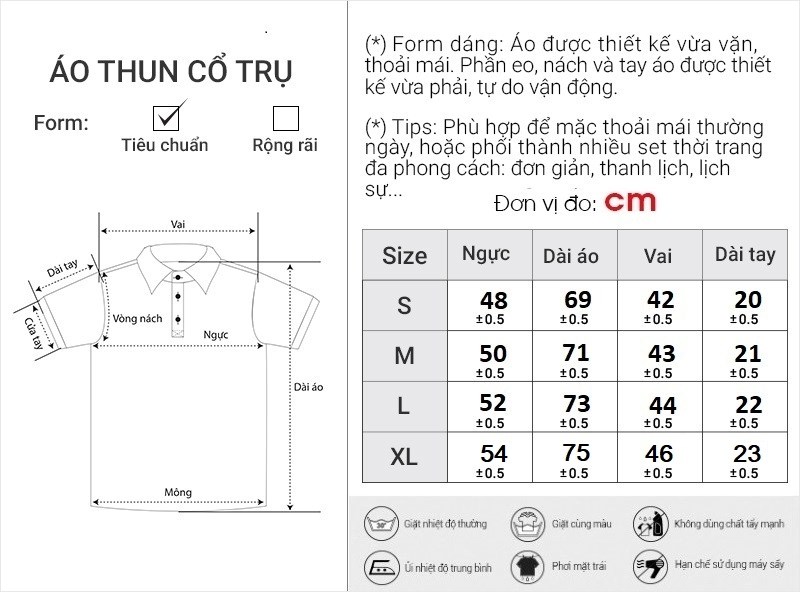 ÁO THUN CỔ TRỤ
Form:
Tiêu chuẩn
Rộng rãi
Vai
Dài tay
Cửa tay
Vòng nách
Ngực
Dài áo
Mông
(*) Form dáng: Áo được thiết kế vừa vặn,
thoải mái. Phần eo, nách và tay áo được thiết
kế vừa phải, tự do vận động.
(*) Tips: Phù hợp để mặc thoải mái thường
ngày, hoặc phối thành nhiều set thời trang
đa phong cách: đơn giản, thanh lịch, lịch
sự...
Đơn vị đo: cm
Size Ngực Dài áo Vai Dài tay
S 48 ±0.5 69 ±0.5 42 ±0.5 20 ±0.5
M 50 ±0.5 71 ±0.5 43 ±0.5 21 ±0.5
L 52 ±0.5 73 ±0.5 44 ±0.5 22 ±0.5
XL 54 ±0.5 75 ±0.5 46 ±0.5 23 ±0.5
30° Giặt nhiệt độ thường
Giặt cùng màu
Không dùng chất tẩy mạnh
Ủi nhiệt độ trung bình
Phơi mặt trái
Hạn chế sử dụng máy sấy